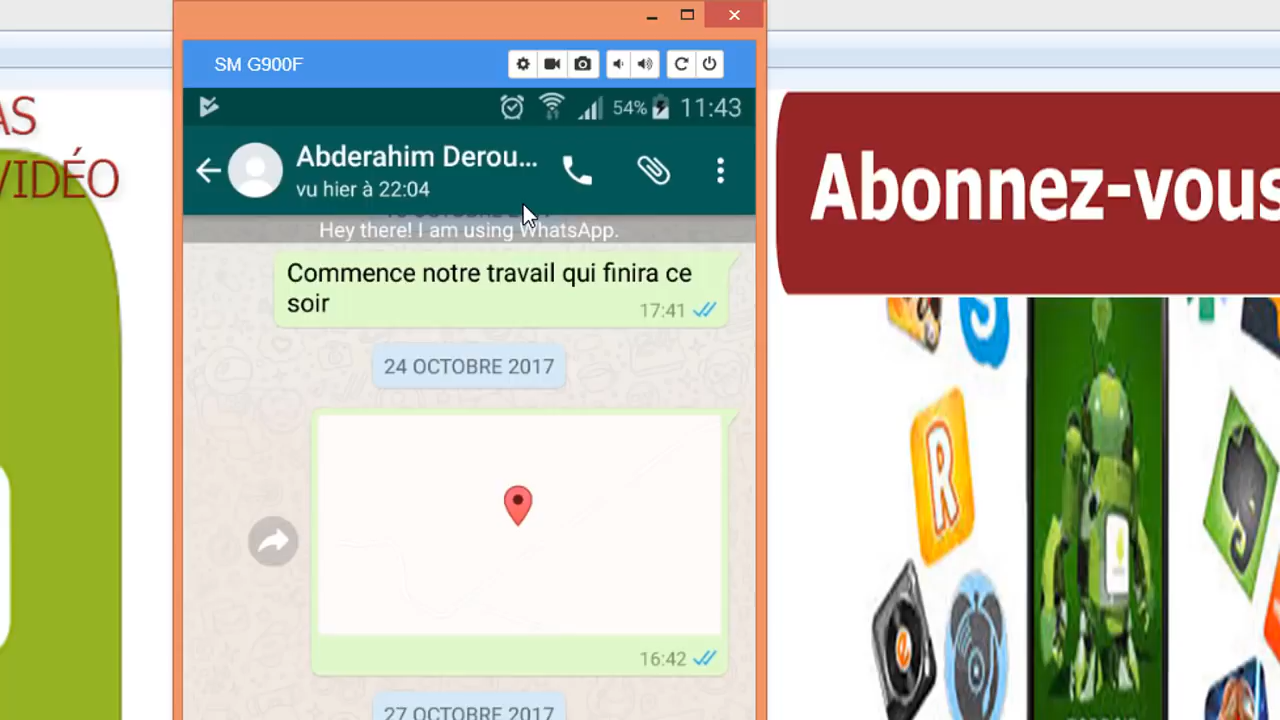 SM G900F
54% 11:43
Abderahim Derou...
vu hier à 22:04
Hey there! I am using WhatsApp.
Commence notre travail qui finira ce
soir
17:41
24 OCTOBRE 2017
16:42
27 OCTOBRE 2017
AS
VIDÉO
Abonnez-vous
R